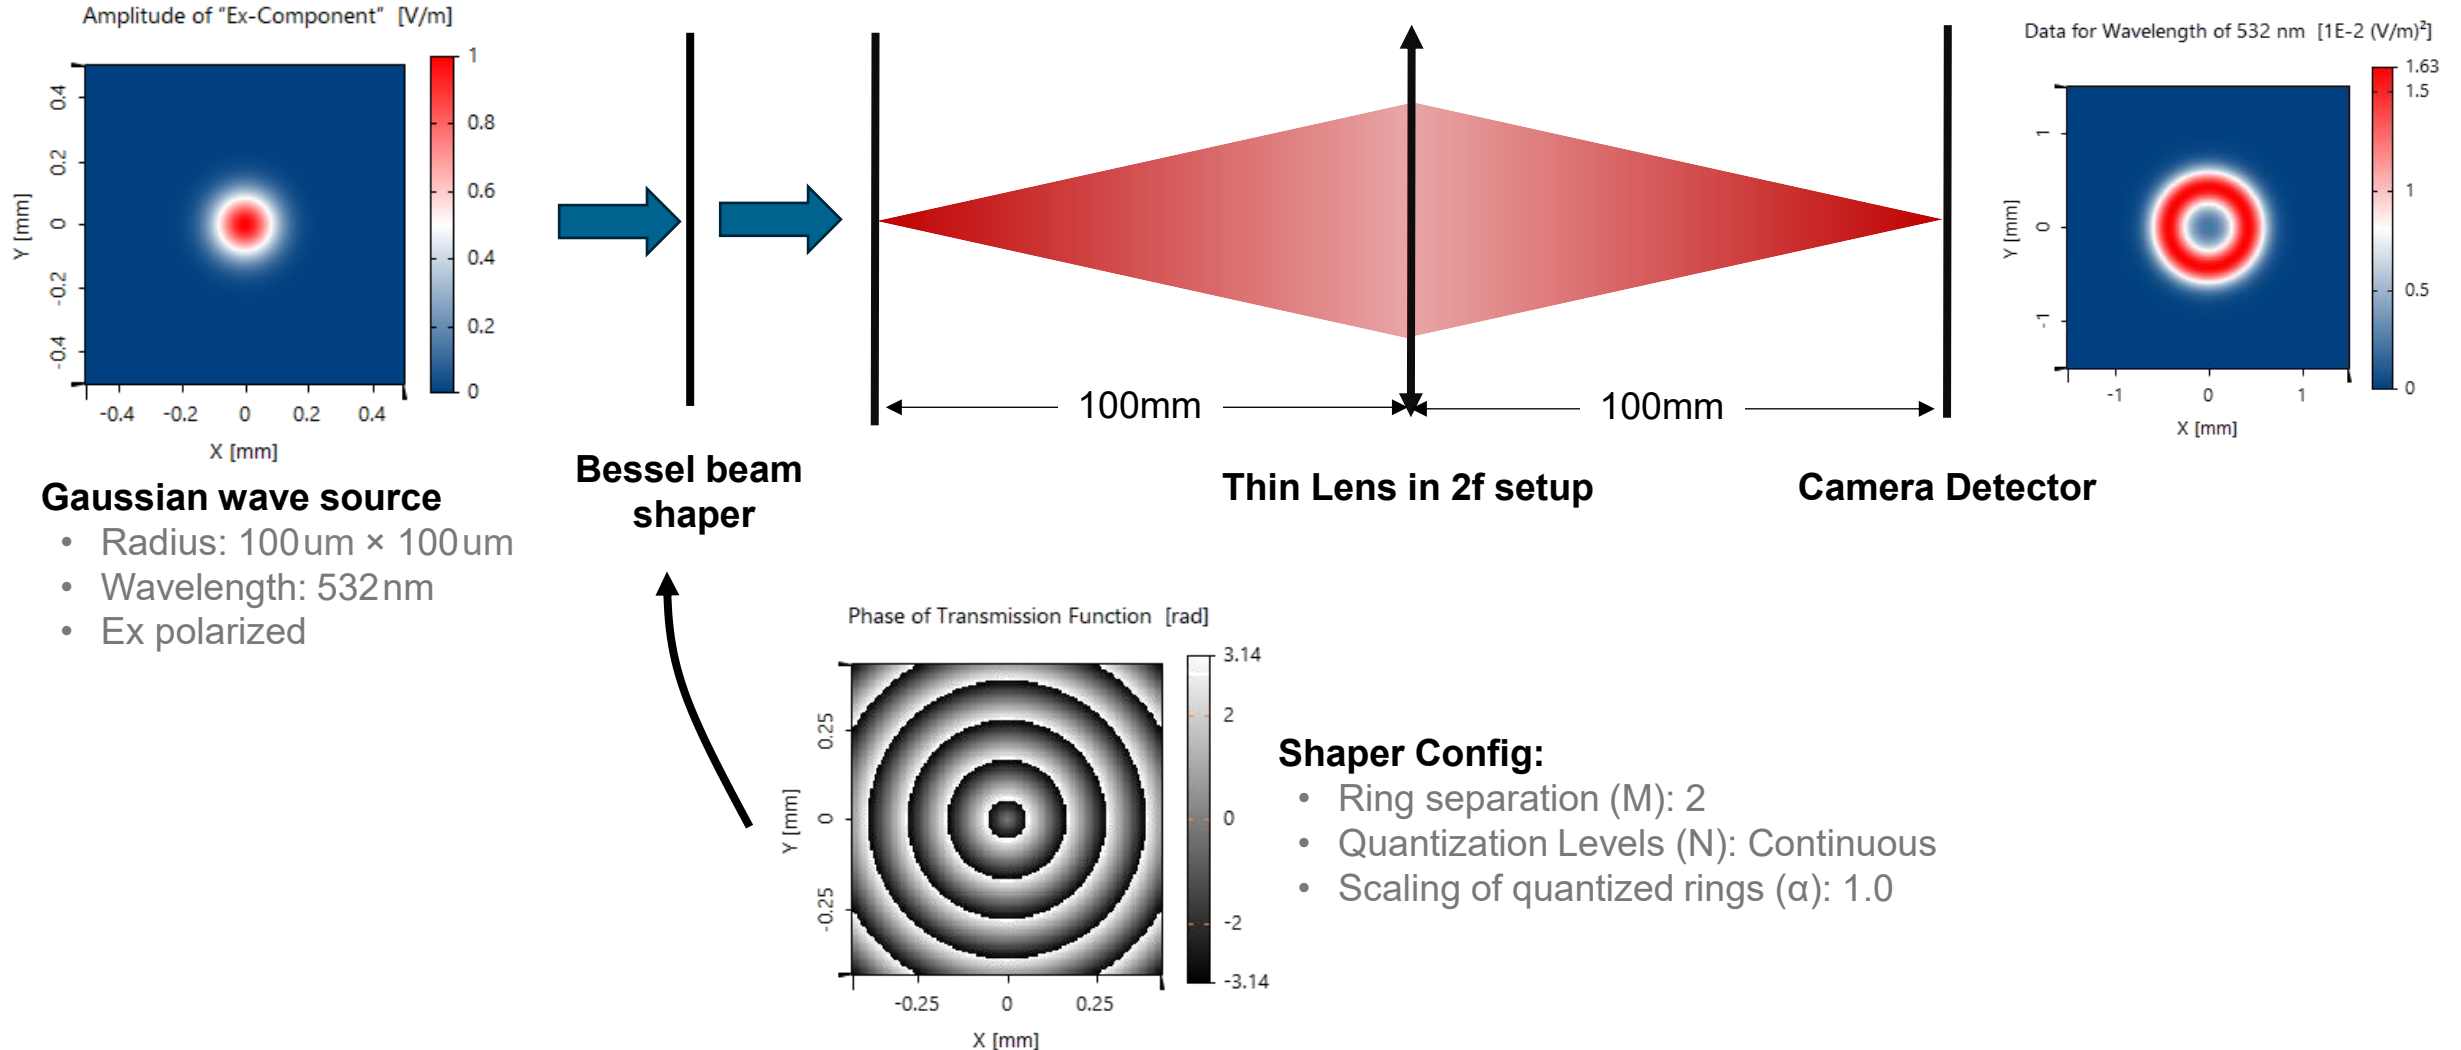 Amplitude of "Ex-Component" [V/m]
1
0.8
0.6
0.4
0.2
0
0.4
0.2
0
-0.2
-0.4
Y [mm]
-0.4 -0.2 0 0.2 0.4
X [mm]
Gaussian wave source
• Radius: 100um × 100um
• Wavelength: 532nm
• Ex polarized
Bessel beam
shaper
100mm
100mm
Thin Lens in 2f setup
Camera Detector
Data for Wavelength of 532 nm [1E-2 (V/m)²]
1.63
1.5
1
0.5
0
1
0
-1
Y [mm]
-1 0 1
X [mm]
Phase of Transmission Function [rad]
3.14
2
0
-2
-3.14
0.25
0
-0.25
Y [mm]
-0.25 0 0.25
X [mm]
Shaper Config:
• Ring separation (M): 2
• Quantization Levels (N): Continuous
• Scaling of quantized rings (α): 1.0